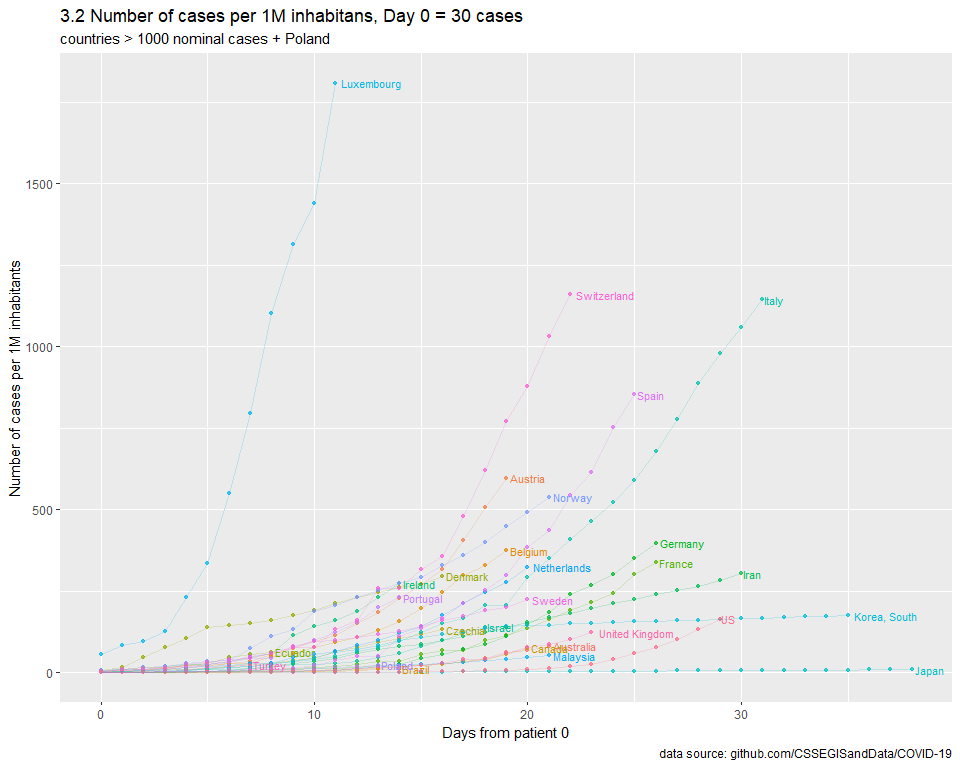 3.2 Number of cases per 1M inhabitans, Day 0 = 30 cases
countries > 1000 nominal cases + Poland
Number of cases per 1M inhabitants
1500
1000
500
0
Luxembourg
Switzerland
Italy
Spain
Austria
Norway
Germany
Belgium
France
Netherlands
Iran
Denmark
Ireland
Portugal
Sweden
US
Korea, South
Czechia
Israel
United Kingdom
Australia
Canada
Malaysia
Ecuador
Turkey
Poland
Brazil
Japan
0 10 20 30
Days from patient 0
data source: github.com/CSSEGISandData/COVID-19